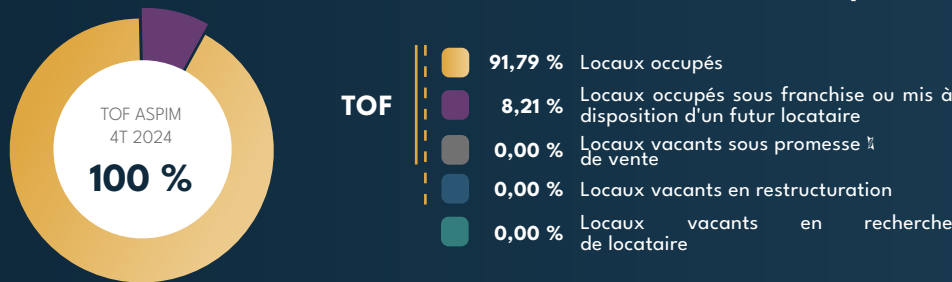 TOF ASPIM
4T 2024
100 %
TOF
91,79 % Locaux occupés
8,21 % Locaux occupés sous franchise ou mis à
disposition d'un futur locataire
0,00 % Locaux vacants sous promesse
de vente
0,00 % Locaux vacants en restructuration
0,00 % Locaux vacants en recherche
de locataire